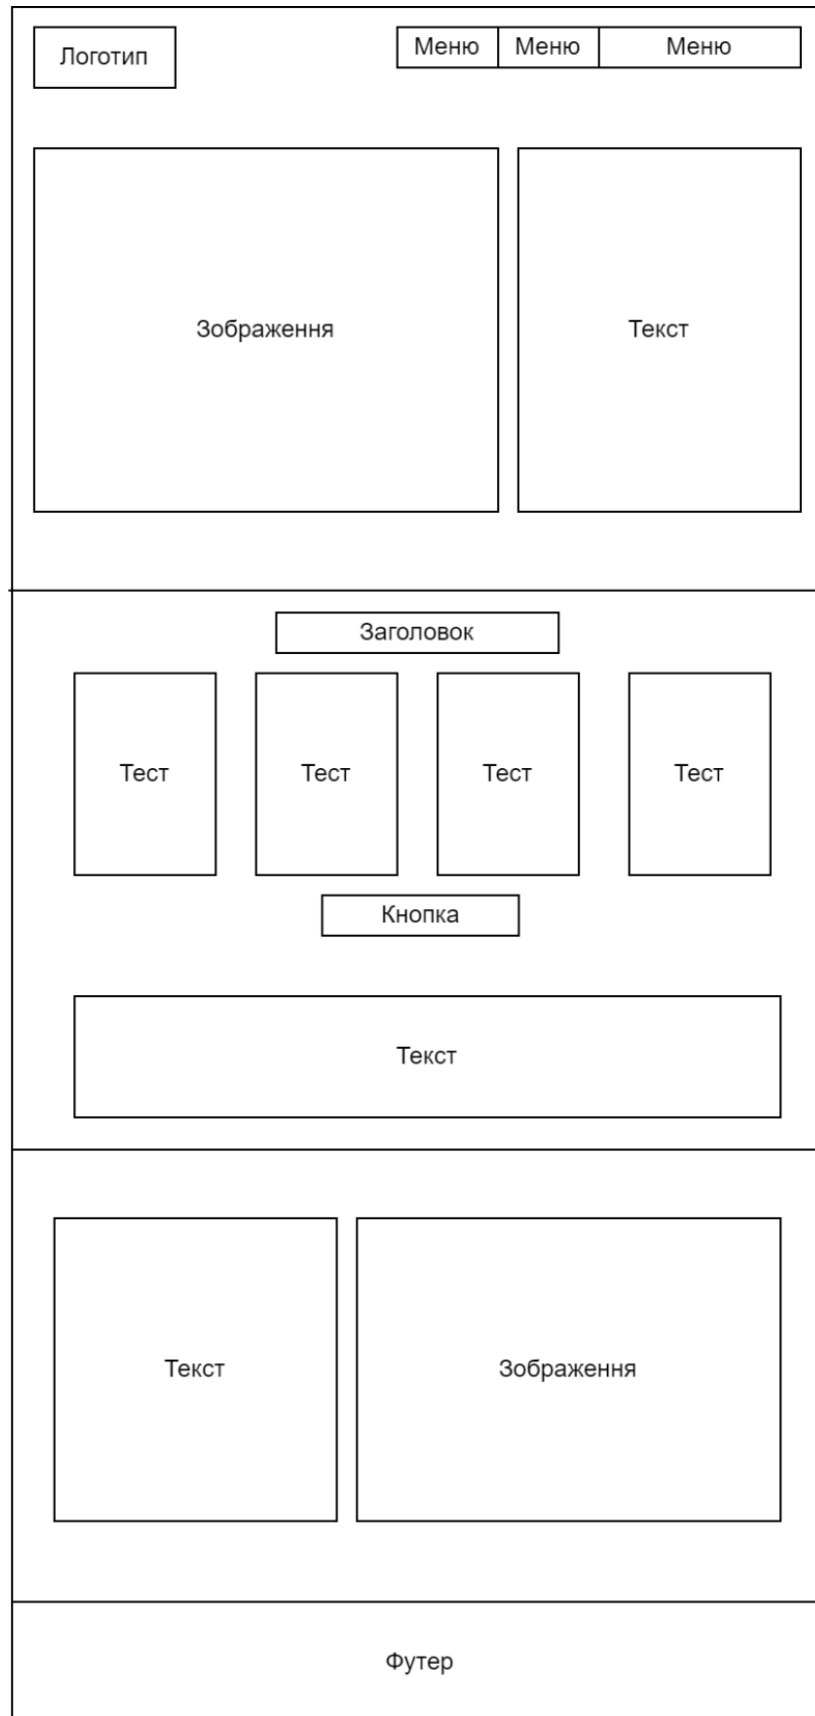 Логотип
Меню Меню Меню
Зображення
Текст
Заголовок
Тест Тест Тест Тест
Кнопка
Текст
Текст
Зображення
Футер